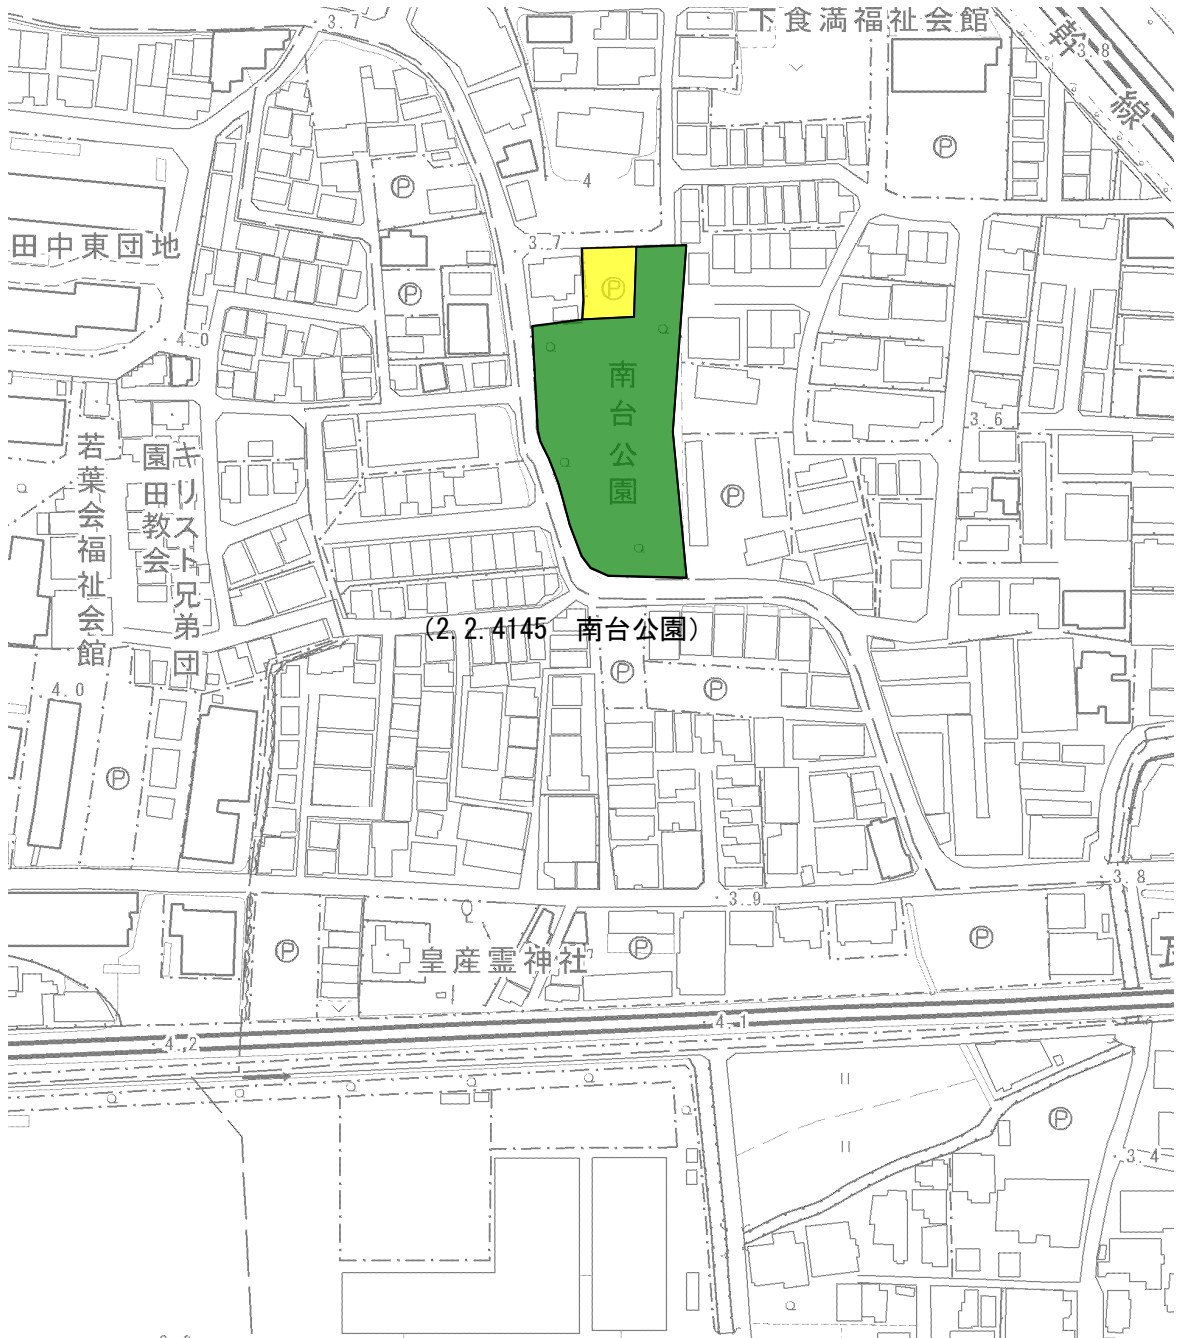 3.7
下食満福祉会館
幹線
3.8
P
P
4
田中東団地
3.7
P
P
4.0
南台公園
3.6
若葉会福祉会館
キリスト兄弟団
園田教会
P
(2.2.4145　南台公園)
4.0
P
P
P
3.8
3.9
P
皇産霊神社
P
P
4.1
4.2
P
3.4